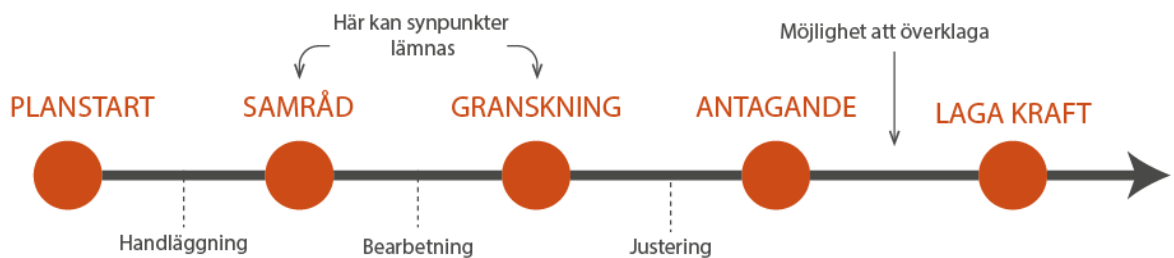 Här kan synpunkter
lämnas
Möjlighet att överklaga
PLANSTART
SAMRÅD
GRANSKNING
ANTAGANDE
LAGA KRAFT
Handläggning
Bearbetning
Justering